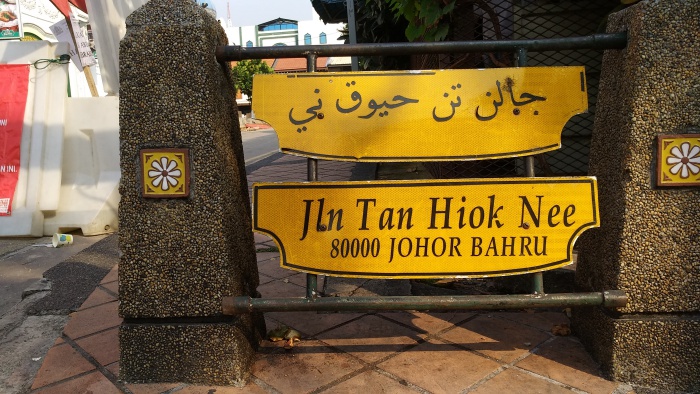 جالن تن حيوق ني
Jln Tan Hiok Nee
80000 JOHOR BAHRU